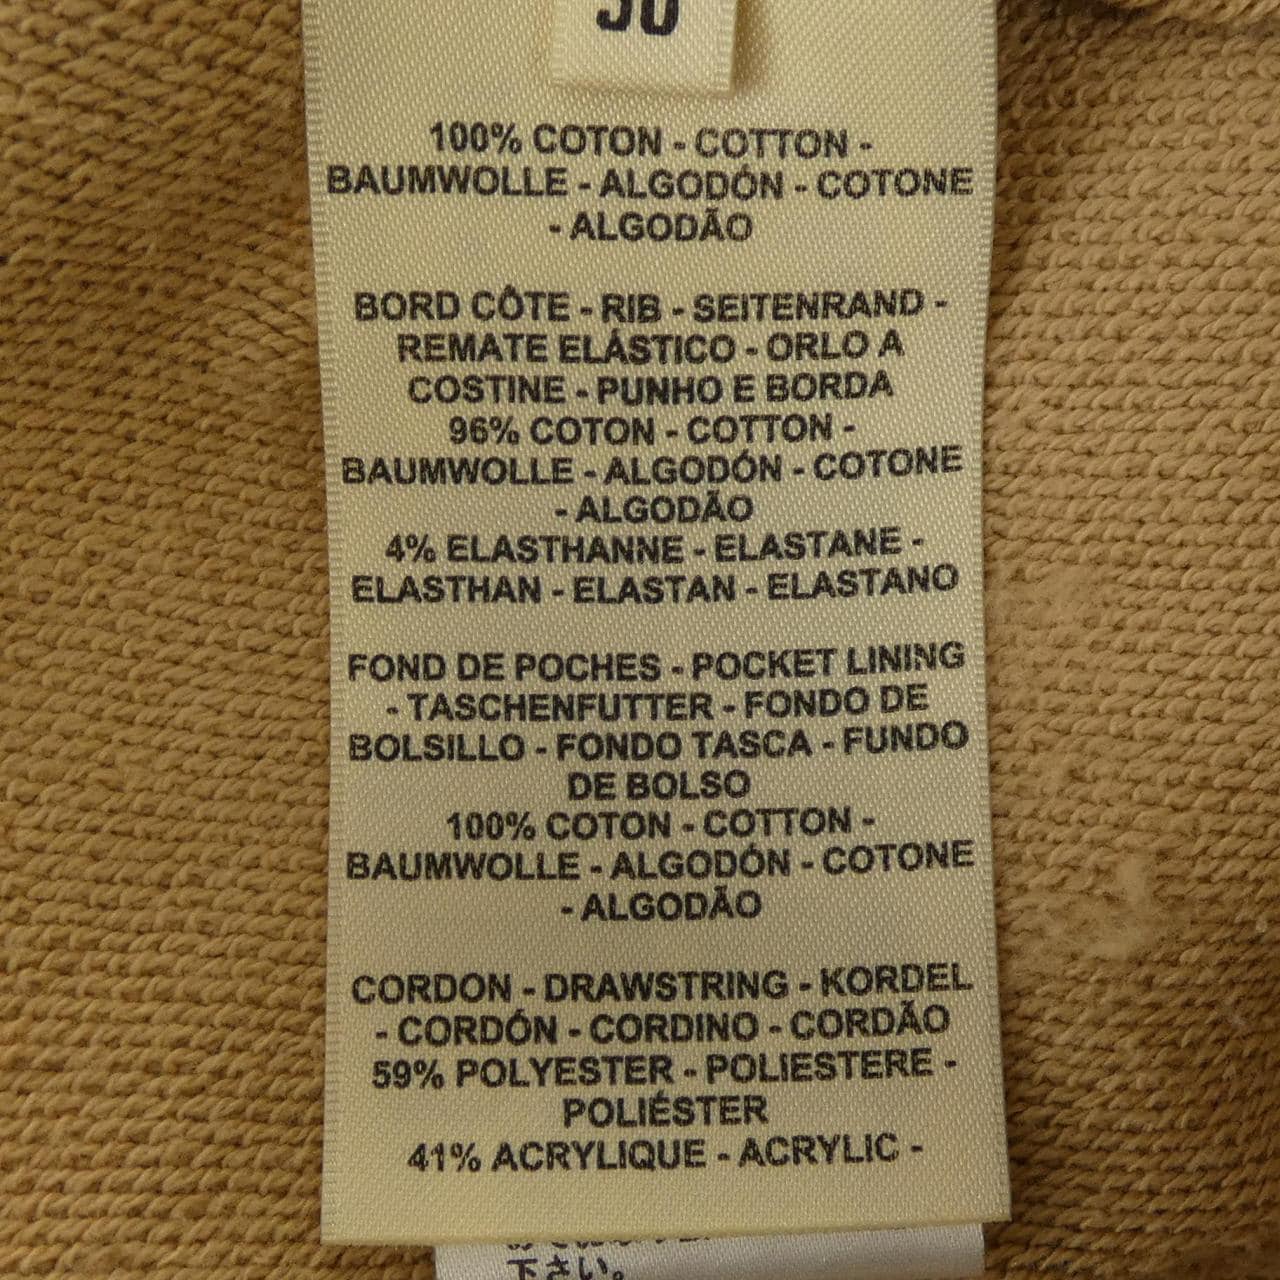 100% COTON - COTTON -
BAUMWOLLE - ALGODÓN - COTONE
- ALGODÃO
BORD CÔTE - RIB - SEITENRAND -
REMATE ELÁSTICO - ORLO A
COSTINE - PUNHO E BORDA
96% COTON - COTTON -
BAUMWOLLE - ALGODÓN - COTONE
- ALGODÃO
4% ELASTHANNE - ELASTANE -
ELASTHAN - ELASTAN - ELASTANO
FOND DE POCHES - POCKET LINING
- TASCHENFUTTER - FONDO DE
BOLSILLO - FONDO TASCA - FUNDO
DE BOLSO
100% COTON - COTTON -
BAUMWOLLE - ALGODÓN - COTONE
- ALGODÃO
CORDON - DRAWSTRING - KORDEL
- CORDÓN - CORDINO - CORDÃO
59% POLYESTER - POLIESTERE -
POLIÉSTER
41% ACRYLIQUE - ACRYLIC -
下さい。